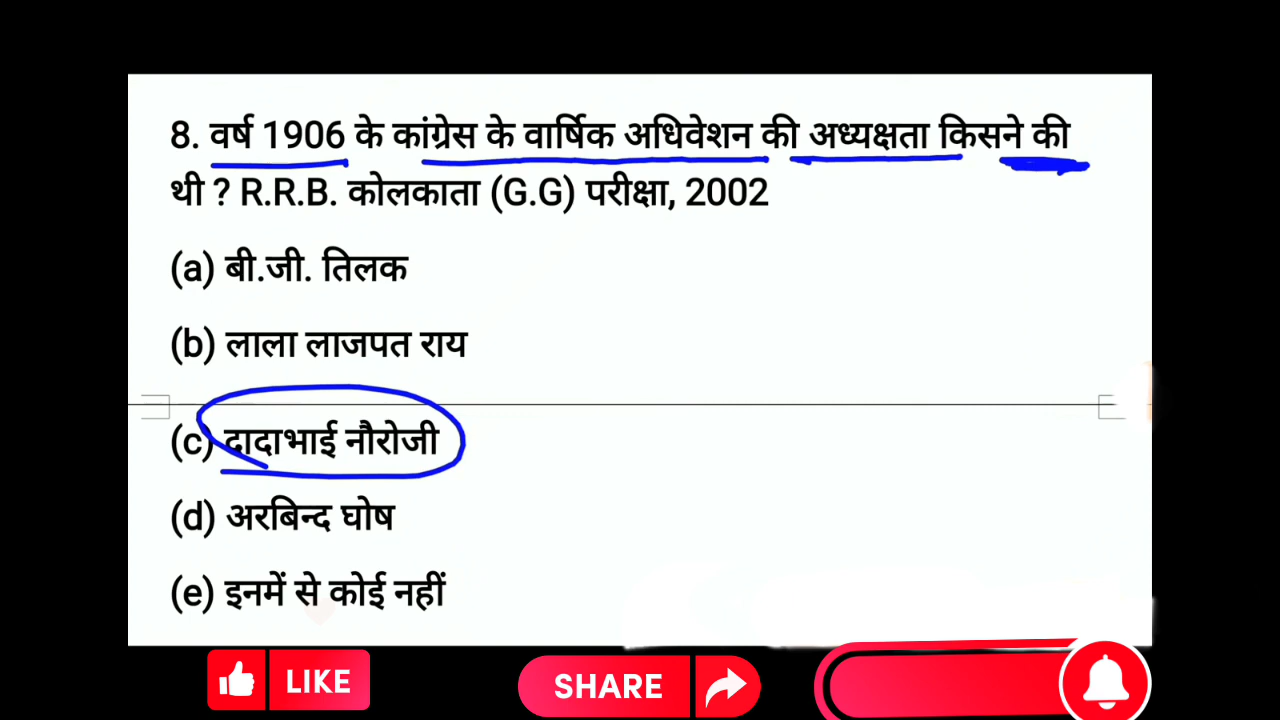 8. वर्ष 1906 के कांग्रेस के वार्षिक अधिवेशन की अध्यक्षता किसने की
थी ? R.R.B. कोलकाता (G.G) परीक्षा, 2002
(a) बी.जी. तिलक
(b) लाला लाजपत राय
(c) दादाभाई नौरोजी
(d) अरबिन्द घोष
(e) इनमें से कोई नहीं
LIKE
SHARE